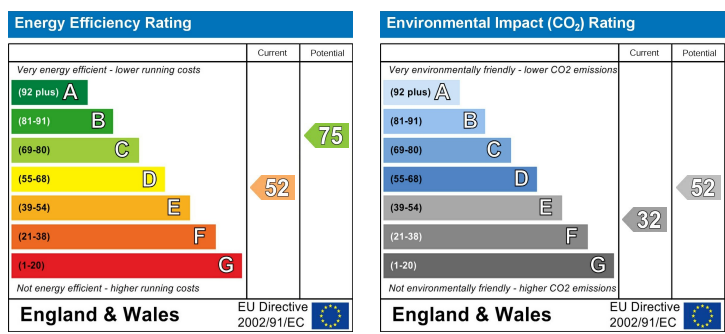 Energy Efficiency Rating
Current Potential
Very energy efficient - lower running costs
(92 plus) A
(81-91) B
(69-80) C
(55-68) D
(39-54) E
(21-38) F
(1-20) G
52
75
Not energy efficient - higher running costs
England & Wales
EU Directive
2002/91/EC
Environmental Impact (CO₂) Rating
Current Potential
Very environmentally friendly - lower CO2 emissions
(92 plus) A
(81-91) B
(69-80) C
(55-68) D
(39-54) E
(21-38) F
(1-20) G
32
52
Not environmentally friendly - higher CO2 emissions
England & Wales
EU Directive
2002/91/EC